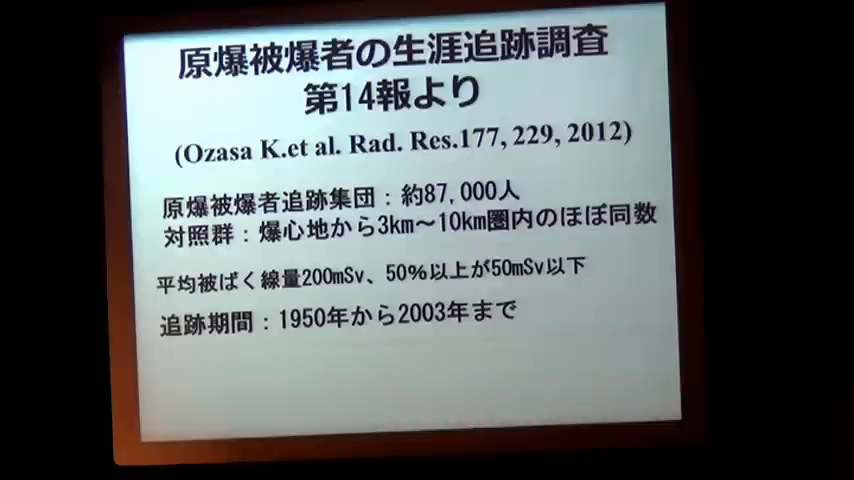 原爆被爆者の生涯追跡調査
第14報より
(Ozasa K.et al. Rad. Res.177, 229, 2012)
原爆被爆者追跡集団：約87,000人
対照群：爆心地から3km～10km圏内のほぼ同数
平均被ばく線量200mSv、50%以上が50mSv以下
追跡期間：1950年から2003年まで